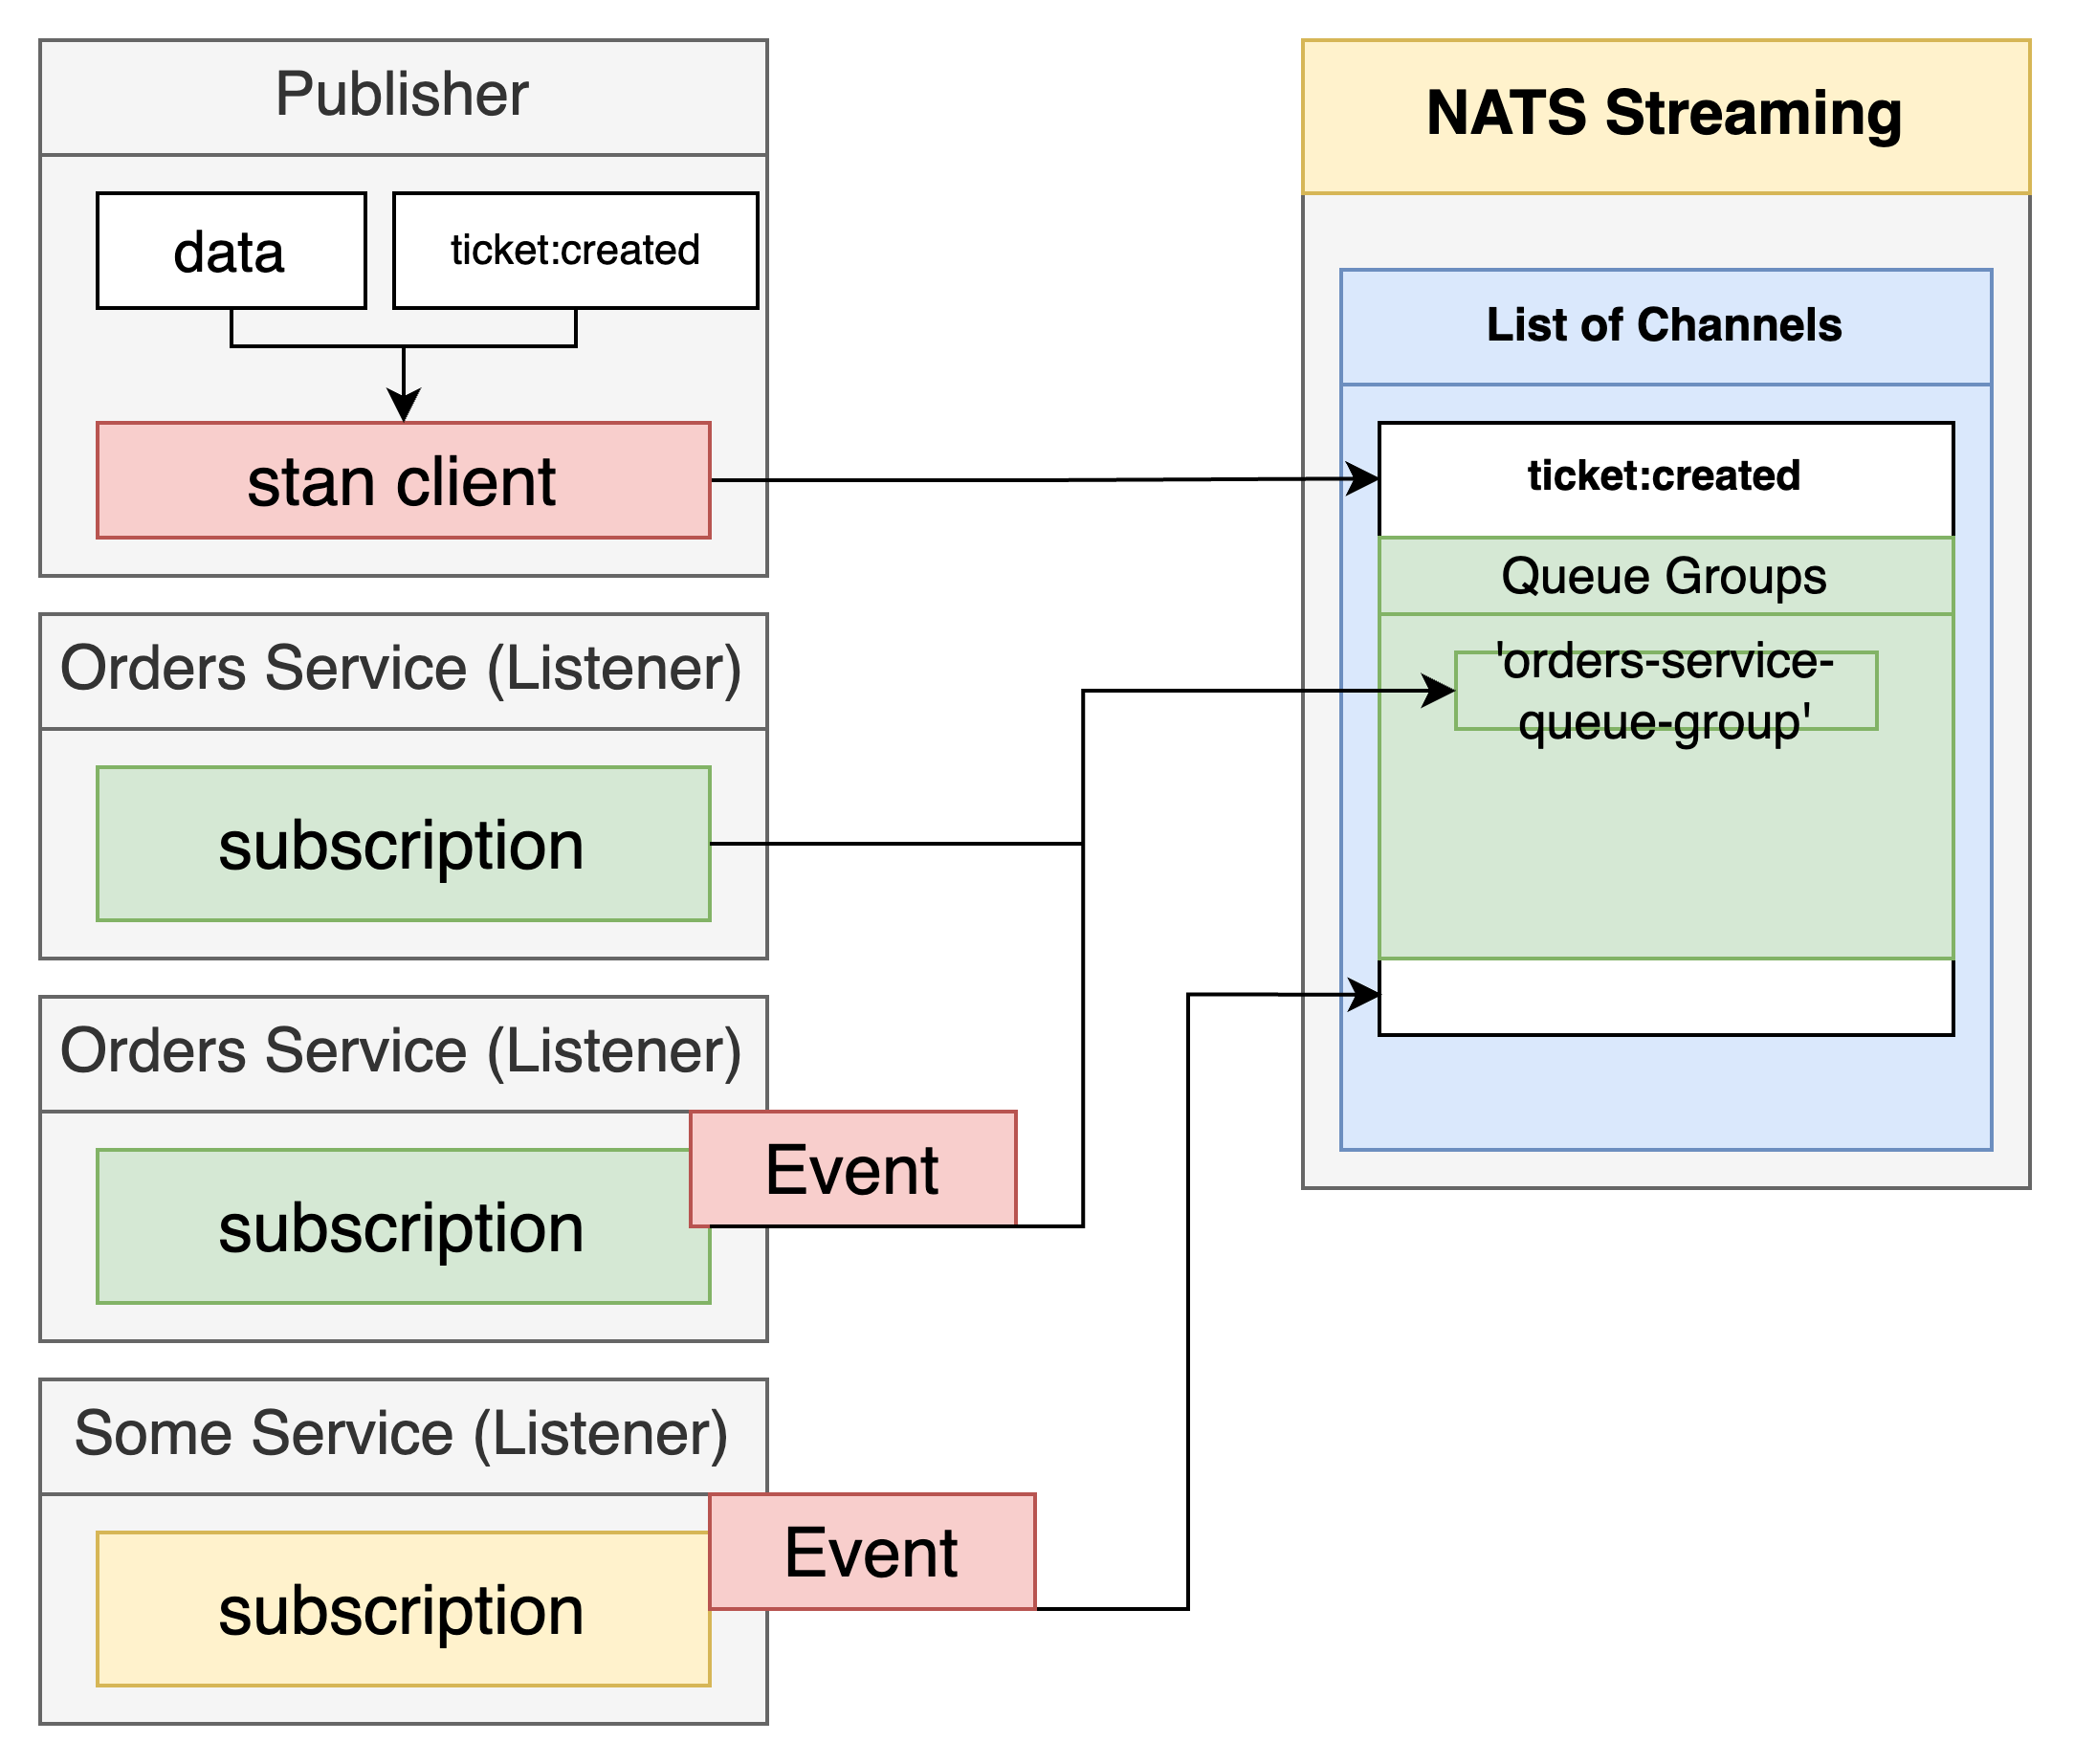 Publisher
data
ticket:created
stan client
Orders Service (Listener)
subscription
Orders Service (Listener)
Event
subscription
Some Service (Listener)
Event
subscription
NATS Streaming
List of Channels
ticket:created
Queue Groups
'orders-service-
queue-group'